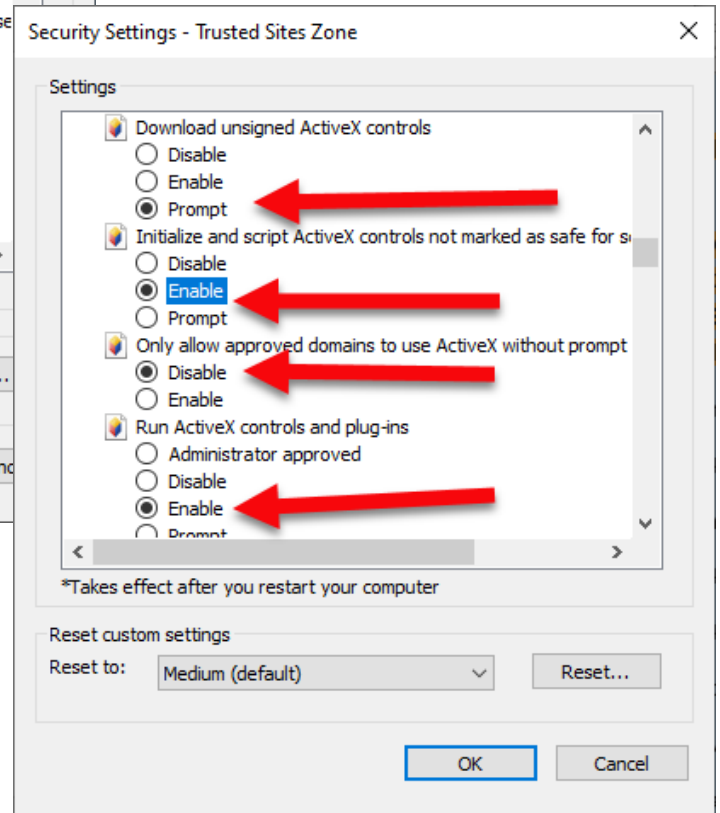 se
Security Settings - Trusted Sites Zone
Settings
Download unsigned ActiveX controls
Disable
Enable
Prompt
Initialize and script ActiveX controls not marked as safe for s
Disable
Enable
Prompt
Only allow approved domains to use ActiveX without prompt
Disable
Enable
Run ActiveX controls and plug-ins
Administrator approved
Disable
Enable
Prompt
*Takes effect after you restart your computer
Reset custom settings
Reset to:
Medium (default)
Reset...
OK
Cancel